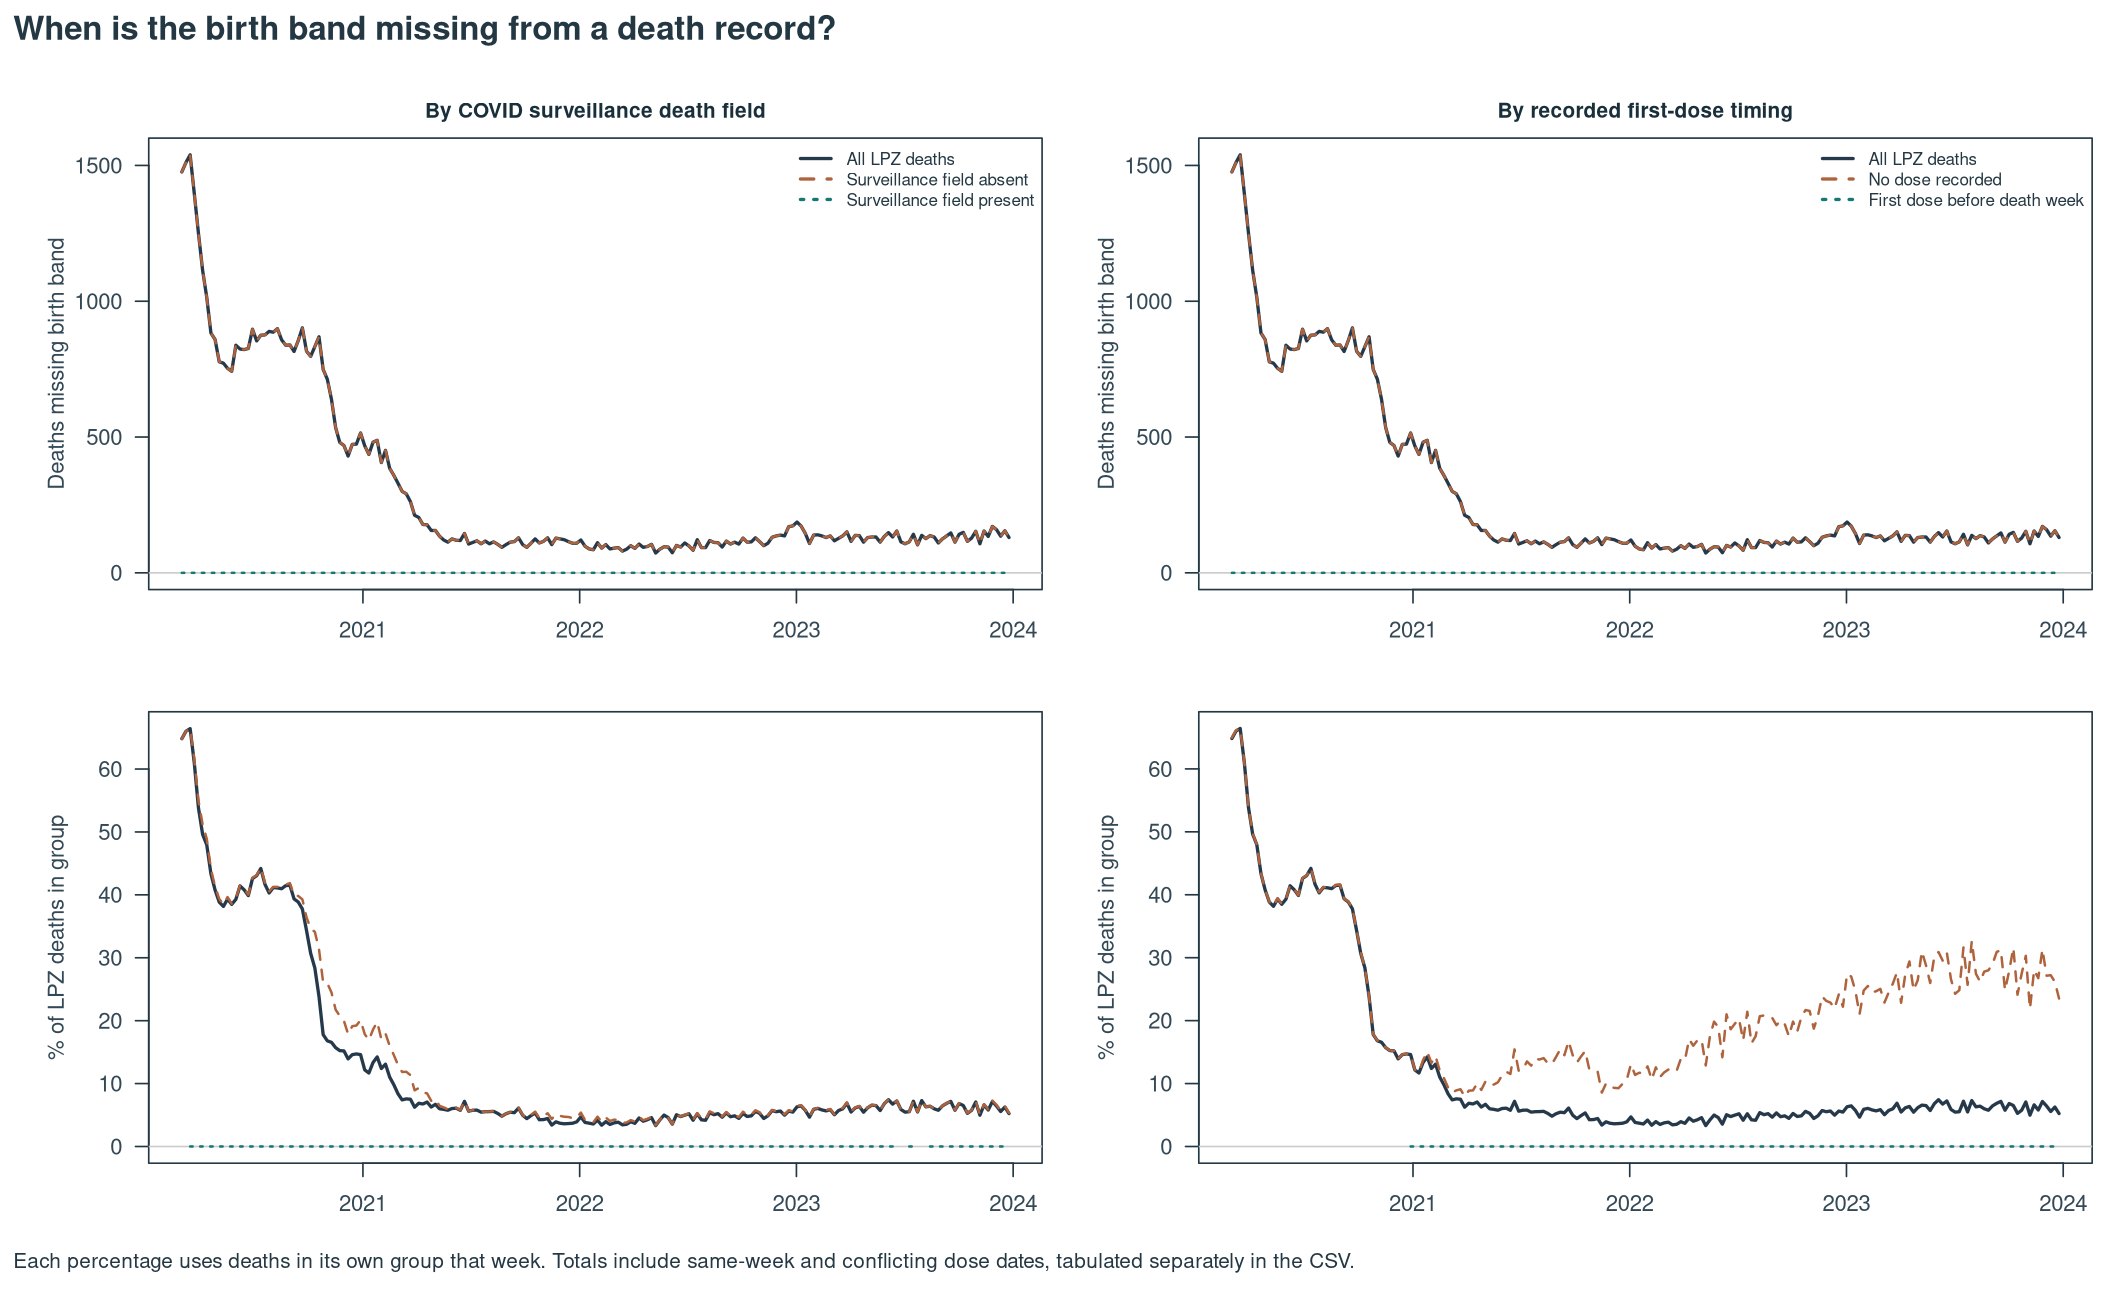 When is the birth band missing from a death record?
By COVID surveillance death field
Deaths missing birth band
1500
1000
500
0
All LPZ deaths
Surveillance field absent
Surveillance field present
2021
2022
2023
2024
By recorded first-dose timing
Deaths missing birth band
1500
1000
500
0
All LPZ deaths
No dose recorded
First dose before death week
2021
2022
2023
2024
% of LPZ deaths in group
60
50
40
30
20
10
0
2021
2022
2023
2024
% of LPZ deaths in group
60
50
40
30
20
10
0
2021
2022
2023
2024
Each percentage uses deaths in its own group that week. Totals include same-week and conflicting dose dates, tabulated separately in the CSV.